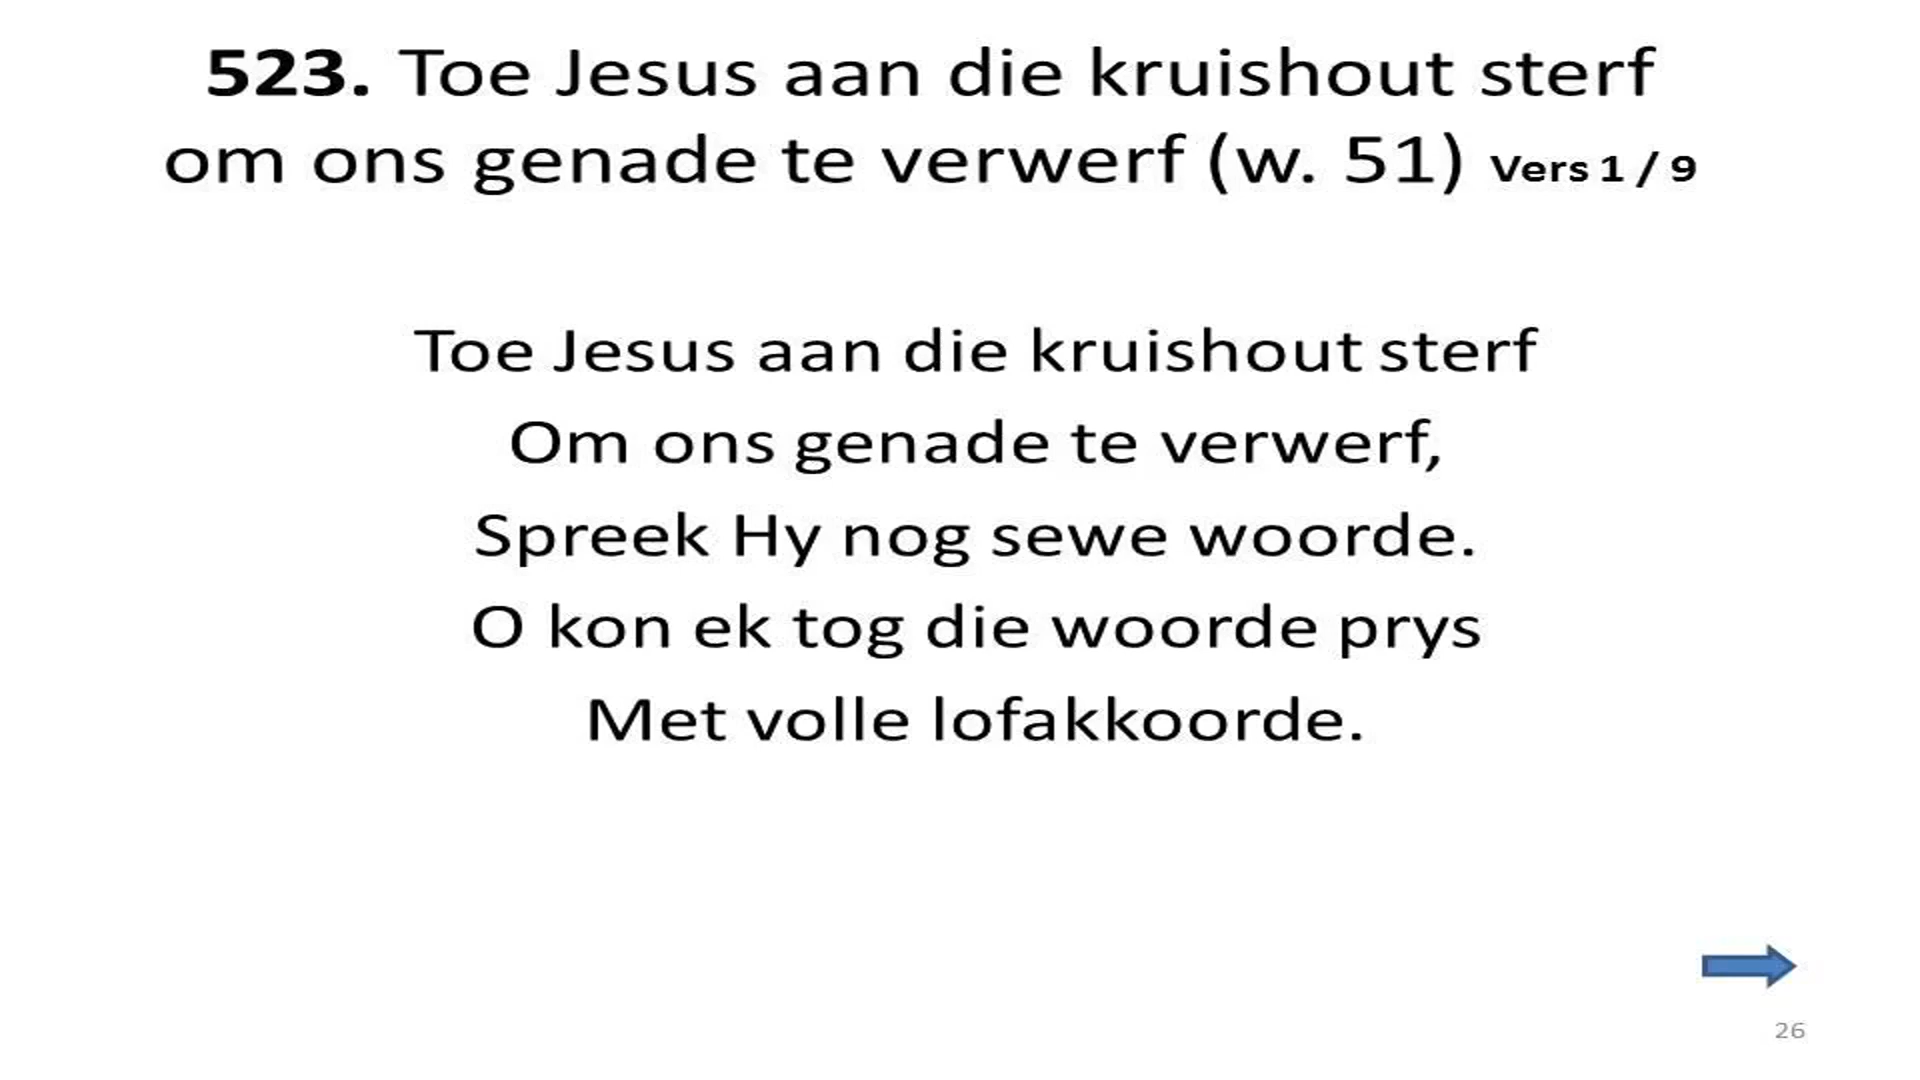 523. Toe Jesus aan die kruishout sterf
om ons genade te verwerf (w. 51) Vers 1 / 9
Toe Jesus aan die kruishout sterf
Om ons genade te verwerf,
Spreek Hy nog sewe woorde.
O kon ek tog die woorde prys
Met volle lofakkoorde.
26